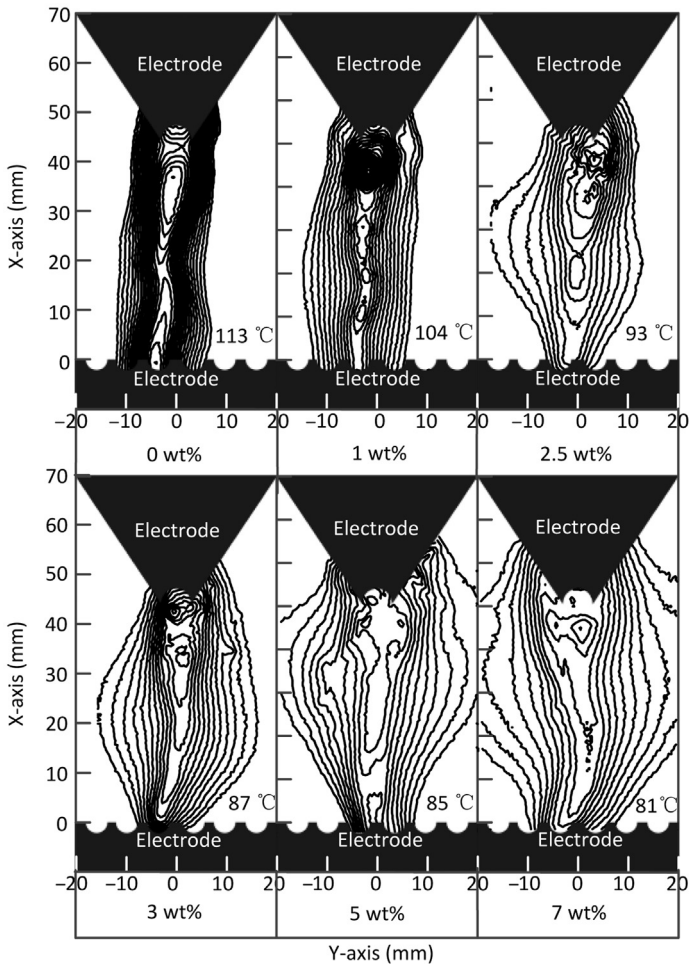 70
60
50
40
30
20
10
0
X-axis (mm)
Electrode
Electrode
Electrode
113 ℃
104 ℃
93 ℃
Electrode
Electrode
Electrode
−20 −10 0 10 20 −10 0 10 20 −10 0 10 20
0 wt%
1 wt%
2.5 wt%
70
60
50
40
30
20
10
0
X-axis (mm)
Electrode
Electrode
Electrode
87 ℃
85 ℃
81℃
Electrode
Electrode
Electrode
−20 −10 0 10 20 −10 0 10 20 −10 0 10 20
3 wt%
5 wt%
7 wt%
Y-axis (mm)